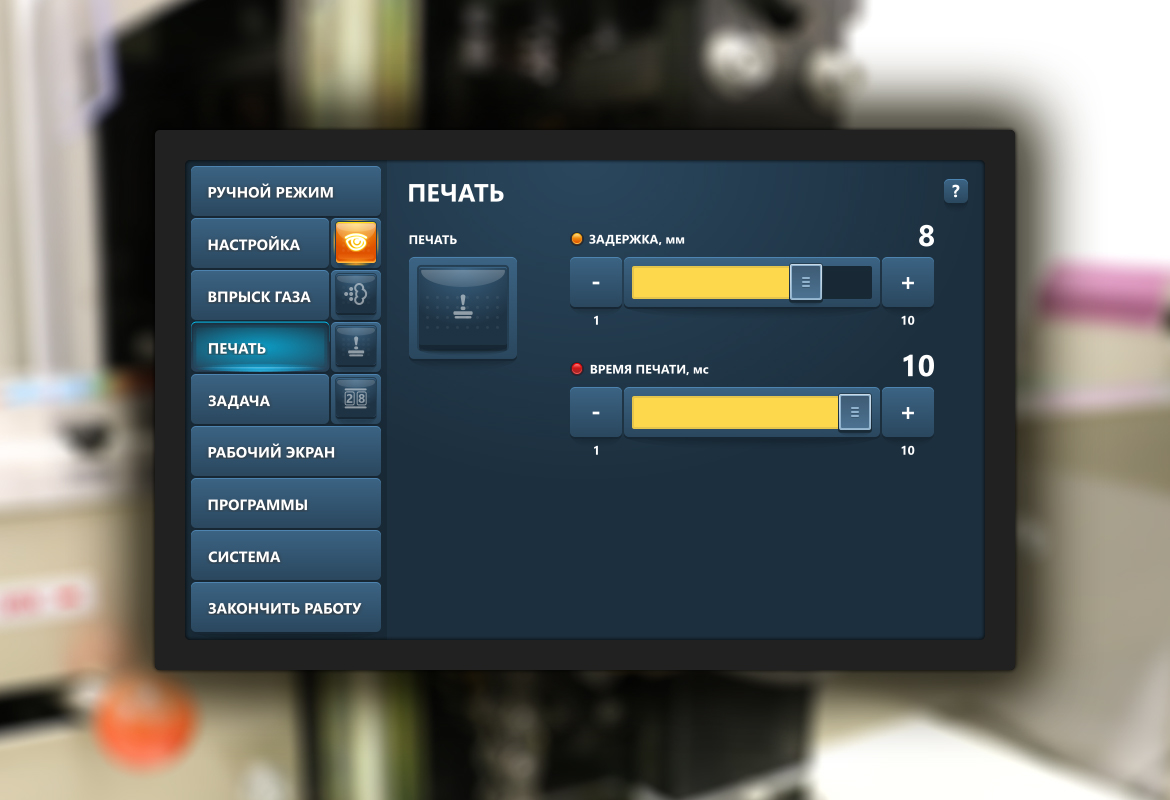 РУЧНОЙ РЕЖИМ
НАСТРОЙКА
ВПРЫСК ГАЗА
ПЕЧАТЬ
ЗАДАЧА
28
РАБОЧИЙ ЭКРАН
ПРОГРАММЫ
СИСТЕМА
ЗАКОНЧИТЬ РАБОТУ
ПЕЧАТЬ
?
ПЕЧАТЬ
ЗАДЕРЖКА, мм
8
- +
1 10
ВРЕМЯ ПЕЧАТИ, мс
10
- +
1 10